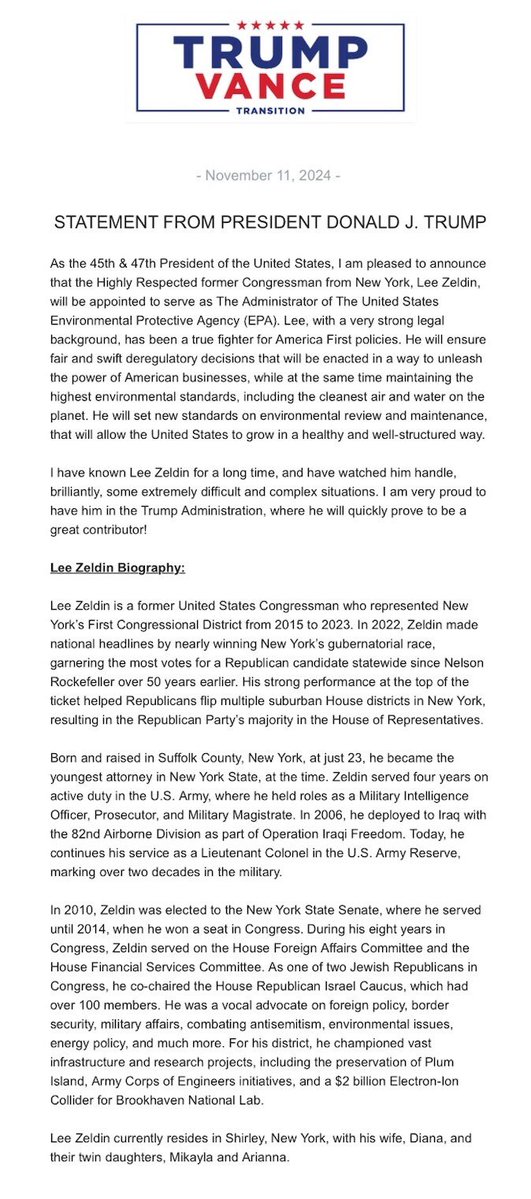 TRUMP
VANCE
TRANSITION
- November 11, 2024 -
STATEMENT FROM PRESIDENT DONALD J. TRUMP
As the 45th & 47th President of the United States, I am pleased to announce
that the Highly Respected former Congressman from New York, Lee Zeldin,
will be appointed to serve as The Administrator of The United States
Environmental Protective Agency (EPA). Lee, with a very strong legal
background, has been a true fighter for America First policies. He will ensure
fair and swift deregulatory decisions that will be enacted in a way to unleash
the power of American businesses, while at the same time maintaining the
highest environmental standards, including the cleanest air and water on the
planet. He will set new standards on environmental review and maintenance,
that will allow the United States to grow in a healthy and well-structured way.
I have known Lee Zeldin for a long time, and have watched him handle,
brilliantly, some extremely difficult and complex situations. I am very proud to
have him in the Trump Administration, where he will quickly prove to be a
great contributor!
Lee Zeldin Biography:
Lee Zeldin is a former United States Congressman who represented New
York's First Congressional District from 2015 to 2023. In 2022, Zeldin made
national headlines by nearly winning New York's gubernatorial race,
garnering the most votes for a Republican candidate statewide since Nelson
Rockefeller over 50 years earlier. His strong performance at the top of the
ticket helped Republicans flip multiple suburban House districts in New York,
resulting in the Republican Party's majority in the House of Representatives.
Born and raised in Suffolk County, New York, at just 23, he became the
youngest attorney in New York State, at the time. Zeldin served four years on
active duty in the U.S. Army, where he held roles as a Military Intelligence
Officer, Prosecutor, and Military Magistrate. In 2006, he deployed to Iraq with
the 82nd Airborne Division as part of Operation Iraqi Freedom. Today, he
continues his service as a Lieutenant Colonel in the U.S. Army Reserve,
marking over two decades in the military.
In 2010, Zeldin was elected to the New York State Senate, where he served
until 2014, when he won a seat in Congress. During his eight years in
Congress, Zeldin served on the House Foreign Affairs Committee and the
House Financial Services Committee. As one of two Jewish Republicans in
Congress, he co-chaired the House Republican Israel Caucus, which had
over 100 members. He was a vocal advocate on foreign policy, border
security, military affairs, combating antisemitism, environmental issues,
energy policy, and much more. For his district, he championed vast
infrastructure and research projects, including the preservation of Plum
Island, Army Corps of Engineers initiatives, and a $2 billion Electron-Ion
Collider for Brookhaven National Lab.
Lee Zeldin currently resides in Shirley, New York, with his wife, Diana, and
their twin daughters, Mikayla and Arianna.